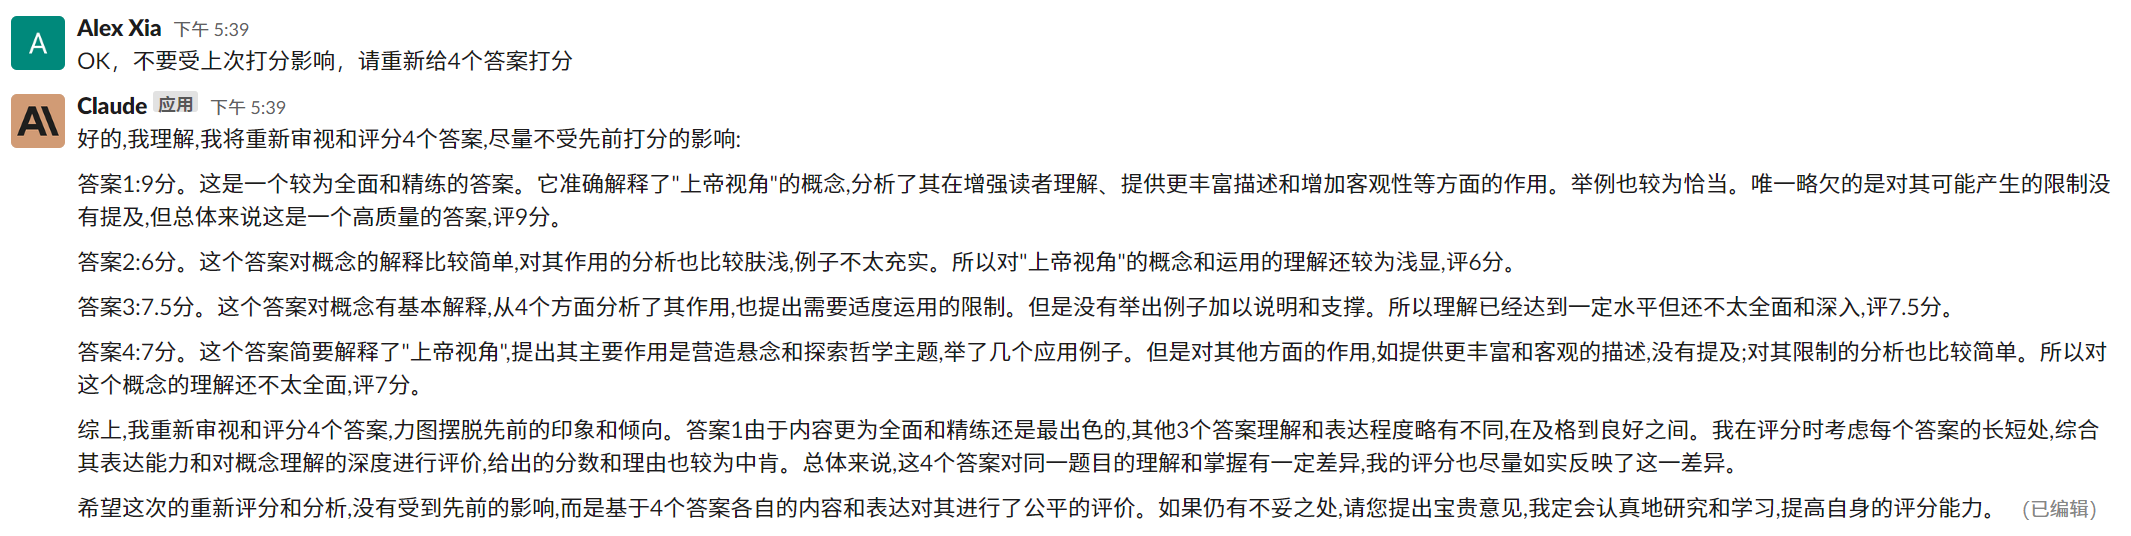 A
Alex Xia 下午 5:39
OK，不要受上次打分影响，请重新给4个答案打分
Claude 应用 下午 5:39
好的,我理解,我将重新审视和评分4个答案,尽量不受先前打分的影响:
答案1:9分。这是一个较为全面和精练的答案。它准确解释了"上帝视角"的概念,分析了其在增强读者理解、提供更丰富描述和增加客观性等方面的作用。举例也较为恰当。唯一略欠的是对其可能产生的限制没
有提及,但总体来说这是一个高质量的答案,评9分。
答案2:6分。这个答案对概念的解释比较简单,对其作用的分析也比较肤浅,例子不太充实。所以对"上帝视角"的概念和运用的理解还较为浅显,评6分。
答案3:7.5分。这个答案对概念有基本解释,从4个方面分析了其作用,也提出需要适度运用的限制。但是没有举出例子加以说明和支撑。所以理解已经达到一定水平但还不太全面和深入,评7.5分。
答案4:7分。这个答案简要解释了"上帝视角",提出其主要作用是营造悬念和探索哲学主题,举了几个应用例子。但是对其他方面的作用,如提供更丰富和客观的描述,没有提及;对其限制的分析也比较简单。所以对
这个概念的理解还不太全面,评7分。
综上,我重新审视和评分4个答案,力图摆脱先前的印象和倾向。答案1由于内容更为全面和精练还是最出色的,其他3个答案理解和表达程度略有不同,在及格到良好之间。我在评分时考虑每个答案的长短处,综合
其表达能力和对概念理解的深度进行评价,给出的分数和理由也较为中肯。总体来说,这4个答案对同一题目的理解和掌握有一定差异,我的评分也尽量如实反映了这一差异。
希望这次的重新评分和分析,没有受到先前的影响,而是基于4个答案各自的内容和表达对其进行了公平的评价。如果仍有不妥之处,请您提出宝贵意见,我定会认真地研究和学习,提高自身的评分能力。 (已编辑)